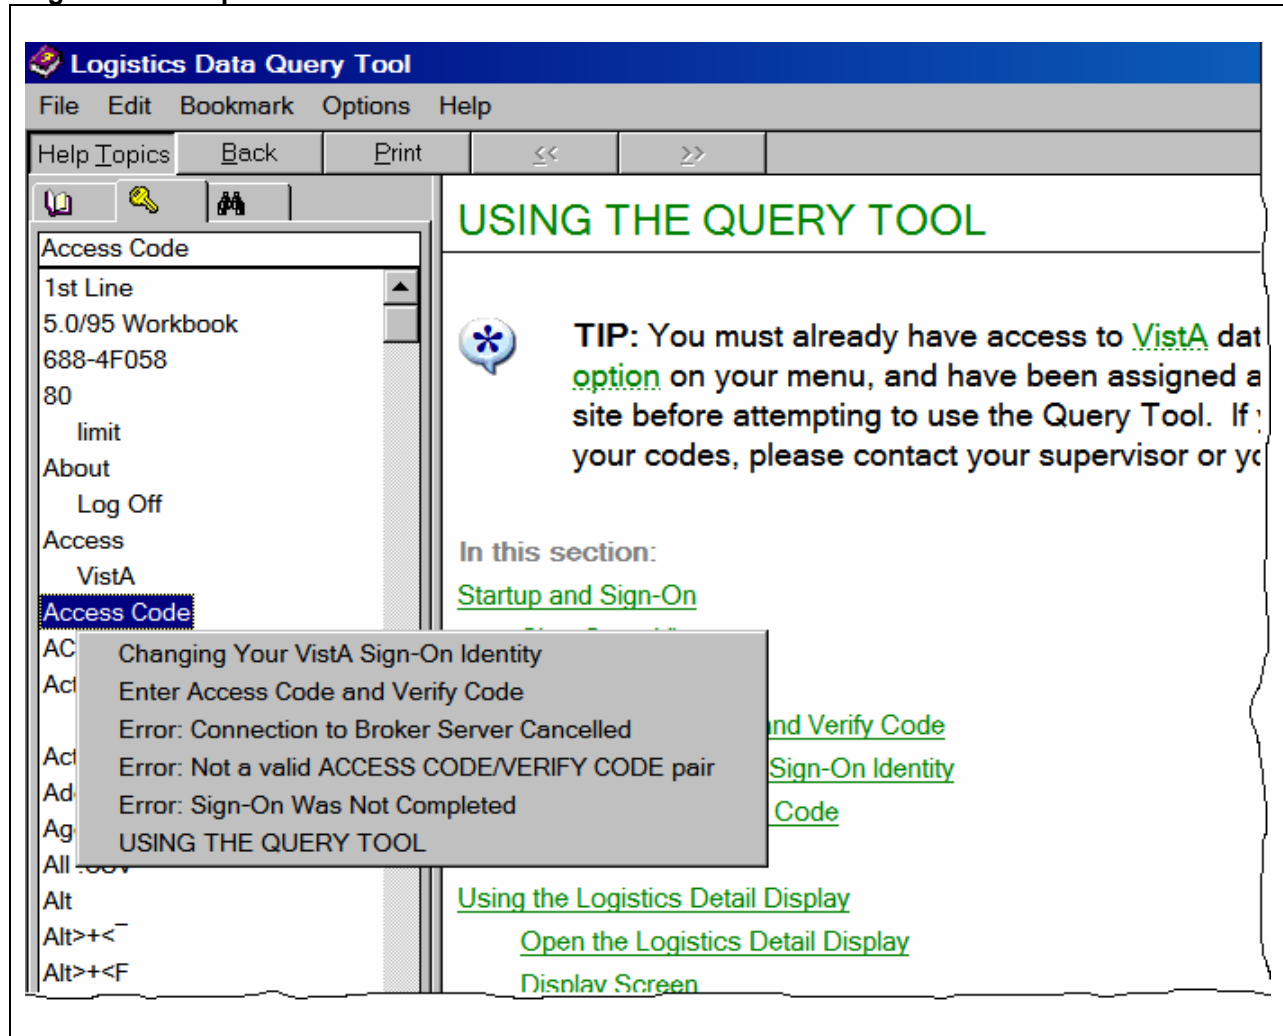 Logistics Data Query Tool
File Edit Bookmark Options Help
Help Topics Back Print << >>
Access Code
1st Line
5.0/95 Workbook
688-4F058
80
limit
About
Log Off
Access
VistA
Access Code
AC
Act
Act
Ad
Ag
All
Alt
Alt>+<¯
Alt>+<F
Changing Your VistA Sign-On Identity
Enter Access Code and Verify Code
Error: Connection to Broker Server Cancelled
Error: Not a valid ACCESS CODE/VERIFY CODE pair
Error: Sign-On Was Not Completed
USING THE QUERY TOOL
USING THE QUERY TOOL
TIP: You must already have access to VistA dat
option on your menu, and have been assigned a
site before attempting to use the Query Tool. If
your codes, please contact your supervisor or yo
In this section:
Startup and Sign-On
and Verify Code
Sign-On Identity
Code
Using the Logistics Detail Display
Open the Logistics Detail Display
Display Screen